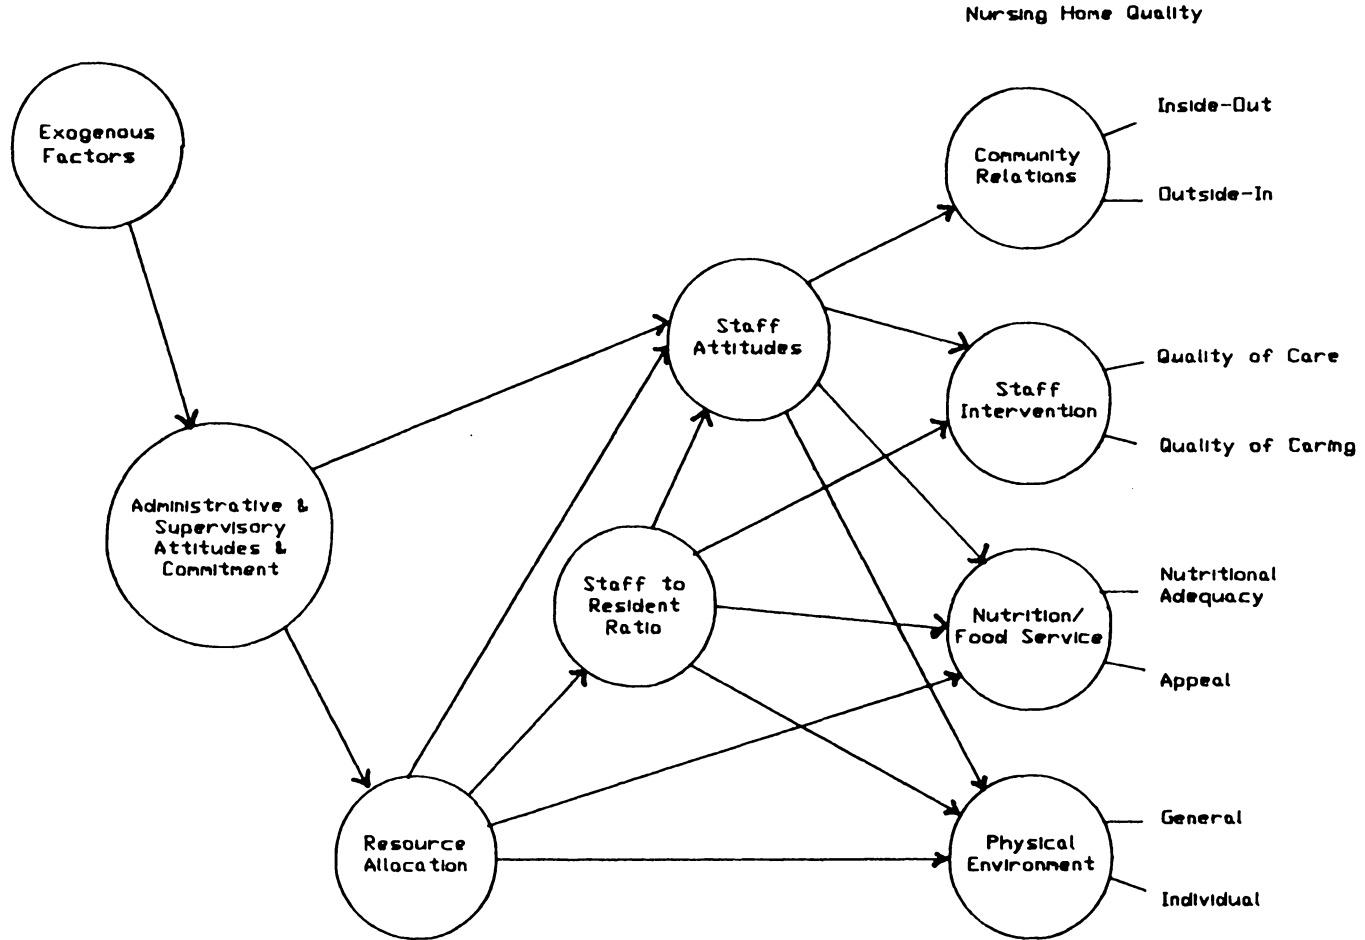 Nursing Home Quality
Exogenous
Factors
Community
Relations
Inside-Out
Outside-In
Staff
Attitudes
Staff
Intervention
Quality of Care
Quality of Caring
Administrative &
Supervisory
Attitudes &
Commitment
Staff to
Resident
Ratio
Nutrition/
Food Service
Nutritional
Adequacy
Appeal
Resource
Allocation
Physical
Environment
General
Individual